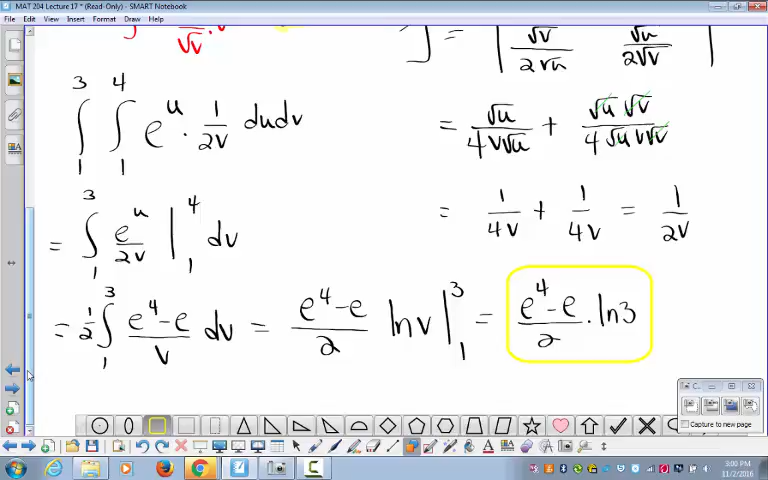 MAT 204 Lecture 17 * (Read-Only) - SMART Notebook
File Edit View Insert Format Draw Help
√v · v
J = | √v/2√u √u/2√v |
∫₁³ ∫₁⁴ e^u · 1/2v du dv
= √u/4v√u + √u √v/4√u v√v
= ∫₁³ e^u/2v |₁⁴ dv
= 1/4v + 1/4v = 1/2v
= 1/2 ∫₁³ (e⁴ - e)/v dv = (e⁴ - e)/2 ln v |₁³ = (e⁴ - e)/2 · ln 3
Capture to new page
3:00 PM
11/2/2016